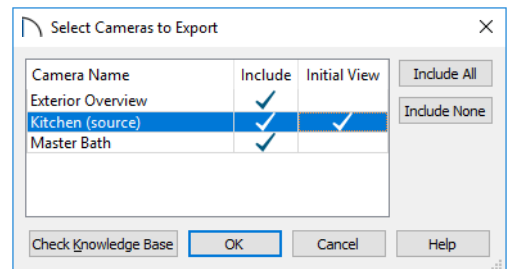 Select Cameras to Export
Camera Name Include Initial View
Exterior Overview
Kitchen (source)
Master Bath
Include All
Include None
Check Knowledge Base OK Cancel Help